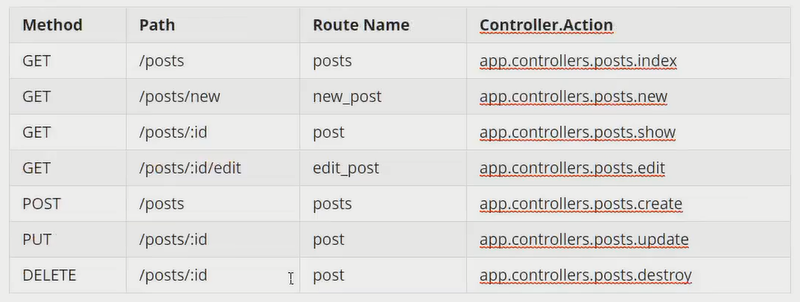 Method Path Route Name Controller.Action
GET /posts posts app.controllers.posts.index
GET /posts/new new_post app.controllers.posts.new
GET /posts/:id post app.controllers.posts.show
GET /posts/:id/edit edit_post app.controllers.posts.edit
POST /posts posts app.controllers.posts.create
PUT /posts/:id post app.controllers.posts.update
DELETE /posts/:id post app.controllers.posts.destroy